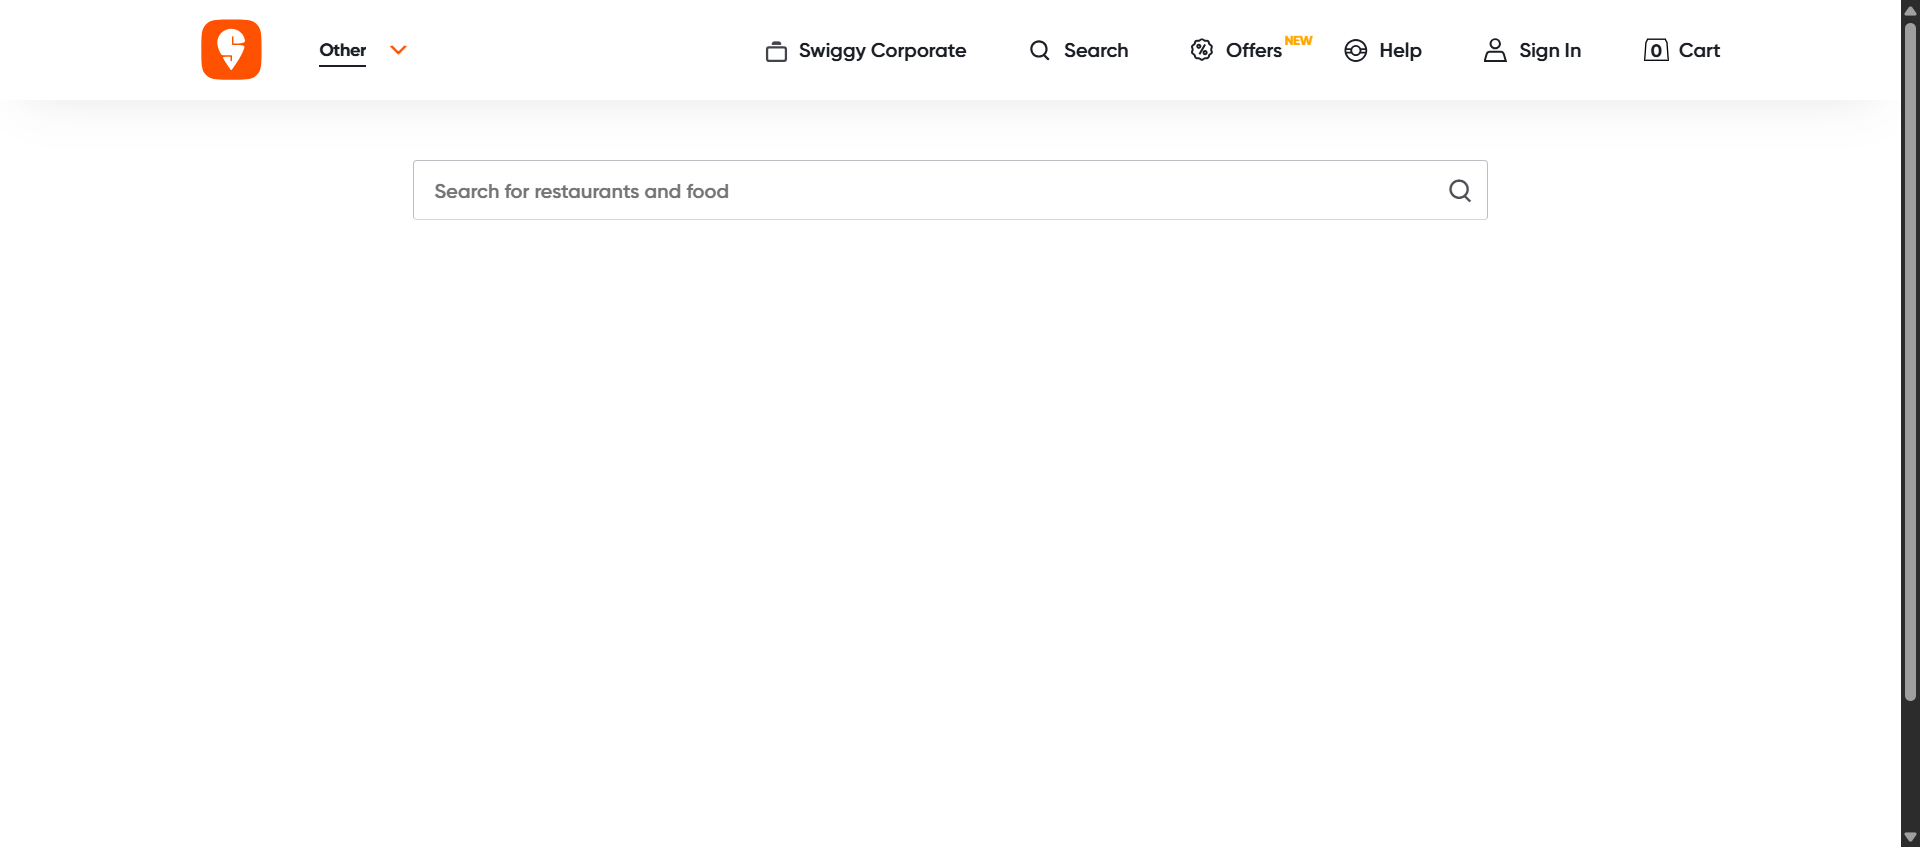 Other
Swiggy Corporate
Search
Offers
NEW
Help
Sign In
0
Cart
Search for restaurants and food